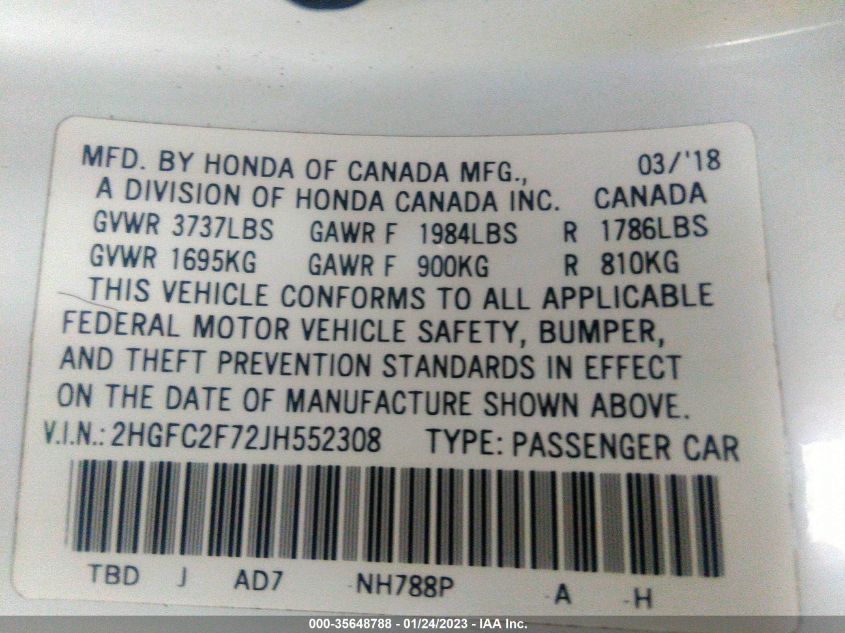 MFD. BY HONDA OF CANADA MFG., 03/'18
A DIVISION OF HONDA CANADA INC. CANADA
GVWR 3737LBS GAWR F 1984LBS R 1786LBS
GVWR 1695KG GAWR F 900KG R 810KG
THIS VEHICLE CONFORMS TO ALL APPLICABLE
FEDERAL MOTOR VEHICLE SAFETY, BUMPER,
AND THEFT PREVENTION STANDARDS IN EFFECT
ON THE DATE OF MANUFACTURE SHOWN ABOVE.
V.I.N.: 2HGFC2F72JH552308 TYPE: PASSENGER CAR
TBD J AD7 NH788P A H
000-35648788 - 01/24/2023 - IAA Inc.